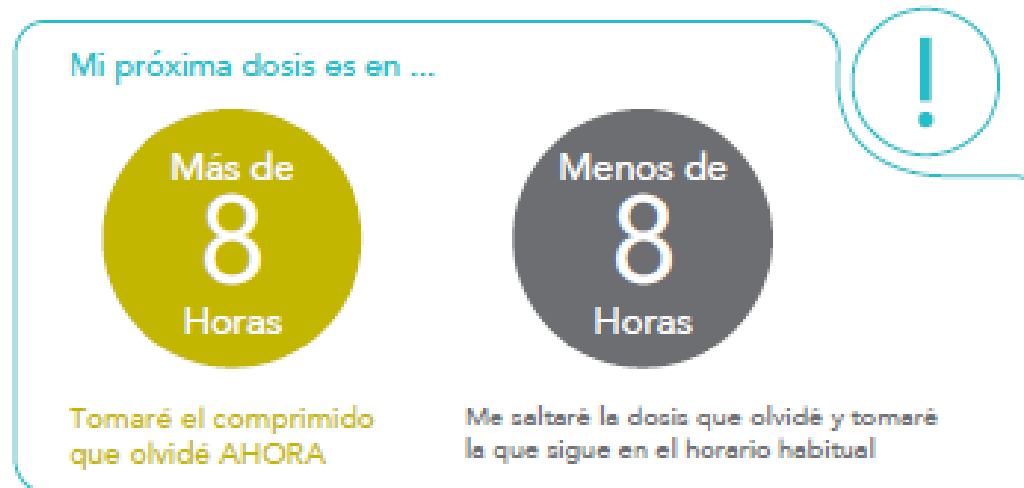 Mi próxima dosis es en ...
Más de
8
Horas
Tomaré el comprimido
que olvidé AHORA
Menos de
8
Horas
Me saltaré la dosis que olvidé y tomaré
la que sigue en el horario habitual
!